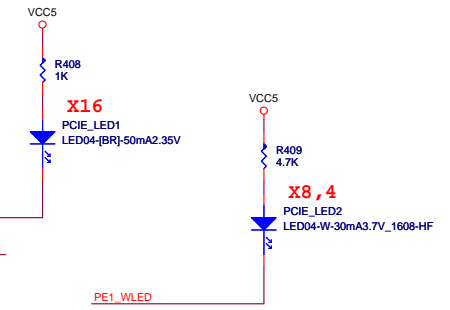 VCC5
R408
1K
X16
PCIE_LED1
LED04-[BR]-50mA2.35V
VCC5
R409
4.7K
X8,4
PCIE_LED2
LED04-W-30mA3.7V_1608-HF
PE1_WLED